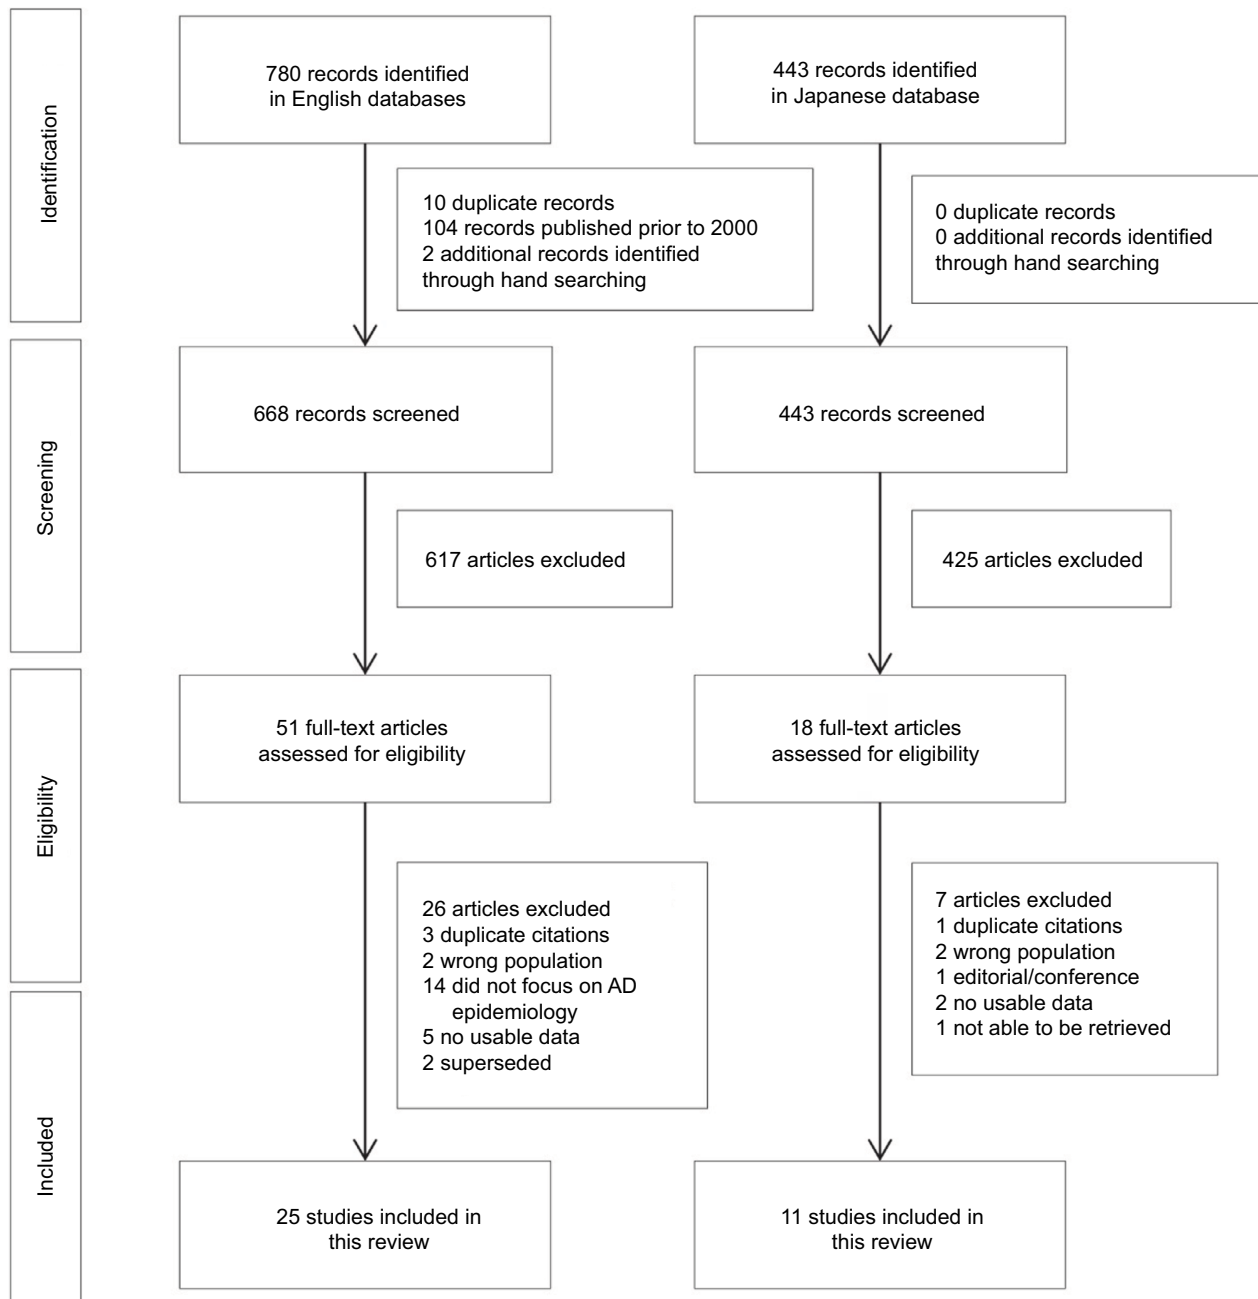 Identification
780 records identified
in English databases
443 records identified
in Japanese database
10 duplicate records
104 records published prior to 2000
2 additional records identified
through hand searching
0 duplicate records
0 additional records identified
through hand searching
Screening
668 records screened
443 records screened
617 articles excluded
425 articles excluded
Eligibility
51 full-text articles
assessed for eligibility
18 full-text articles
assessed for eligibility
26 articles excluded
3 duplicate citations
2 wrong population
14 did not focus on AD
epidemiology
5 no usable data
2 superseded
7 articles excluded
1 duplicate citations
2 wrong population
1 editorial/conference
2 no usable data
1 not able to be retrieved
Included
25 studies included in
this review
11 studies included in
this review